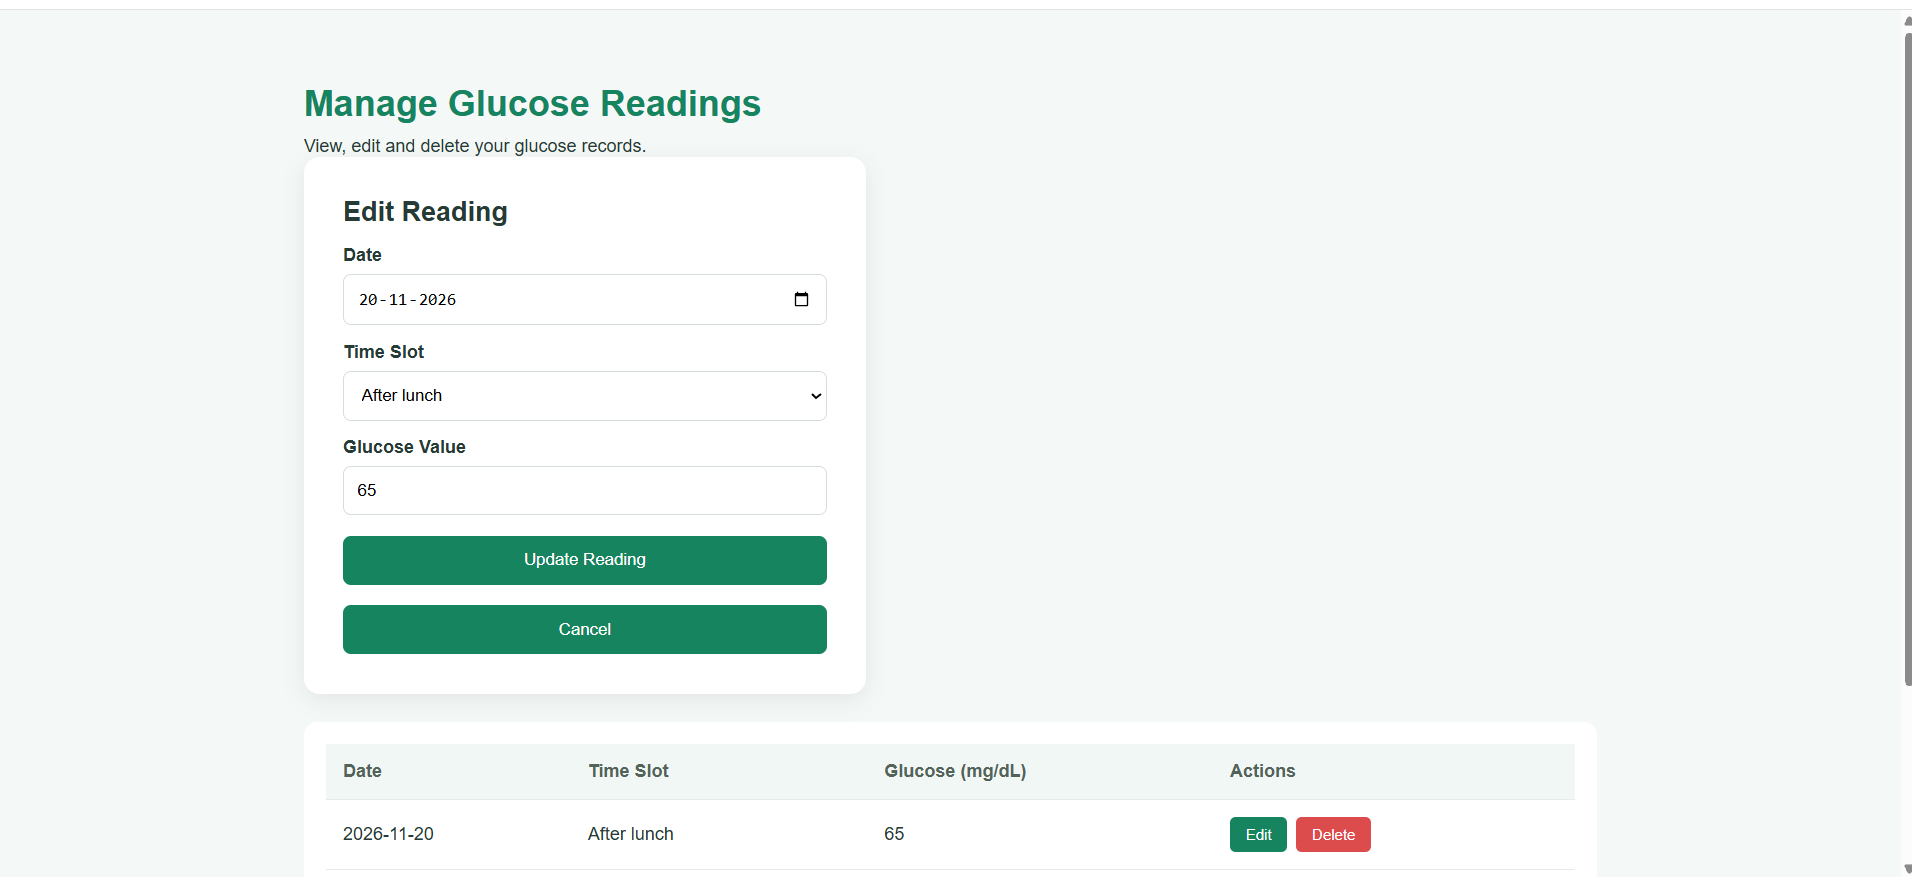 Manage Glucose Readings
View, edit and delete your glucose records.
Edit Reading
Date
20-11-2026
Time Slot
After lunch
Glucose Value
65
Update Reading
Cancel
Date Time Slot Glucose (mg/dL) Actions
2026-11-20 After lunch 65 Edit Delete